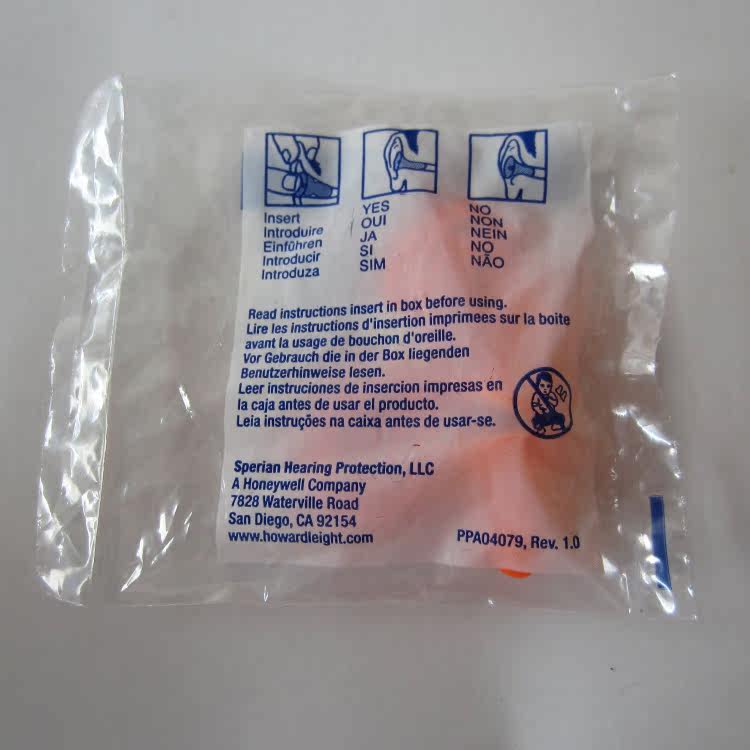 Insert
Introduire
Einführen
Introducir
Introduza
YES
OUI
JA
SI
SIM
NO
NON
NEIN
NO
NÃO
Read instructions insert in box before using.
Lire les instructions d'insertion imprimees sur la boite
avant la usage de bouchon d'oreille.
Vor Gebrauch die in der Box liegenden
Benutzerhinweise lesen.
Leer instruciones de insercion impresas en
la caja antes de usar el producto.
Leia instruções na caixa antes de usar-se.
Sperian Hearing Protection, LLC
A Honeywell Company
7828 Waterville Road
San Diego, CA 92154
www.howardleight.com
PPA04079, Rev. 1.0